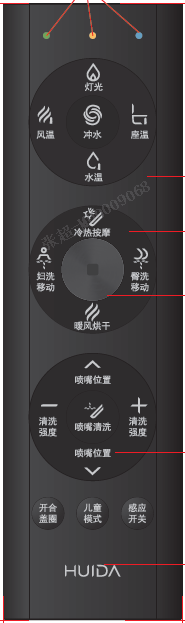 灯光
风温 冲水 座温
水温
冷热按摩
妇洗 臀洗
移动 移动
暖风烘干
喷嘴位置
清洗 喷嘴清洗 清洗
强度 强度
喷嘴位置
开合 儿童 感应
盖圈 模式 开关
HUIDA